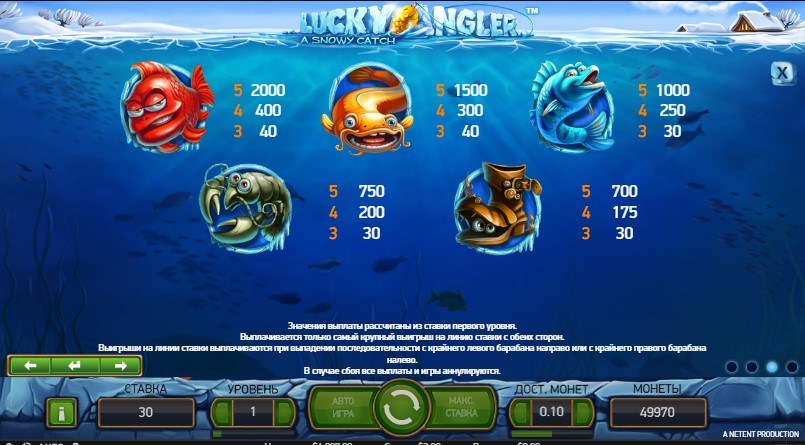 LUCKY ANGLER™
A SNOWY CATCH
X
5 2000
4 400
3 40
5 1500
4 300
3 40
5 1000
4 250
3 30
5 750
4 200
3 30
5 700
4 175
3 30
Значения выплаты рассчитаны из ставки первого уровня.
Выплачивается только самый крупный выигрыш на линию ставки с обеих сторон.
Выигрыши на линии ставки выплачиваются при выпадении последовательности с крайнего левого барабана направо или с крайнего правого барабана
налево.
В случае сбоя все выплаты и игры аннулируются.
СТАВКА УРОВЕНЬ ДОСТ. МОНЕТ МОНЕТЫ
i 30 1 АВТО ИГРА МАКС. СТАВКА 0.10 49970
A NETENT PRODUCTION